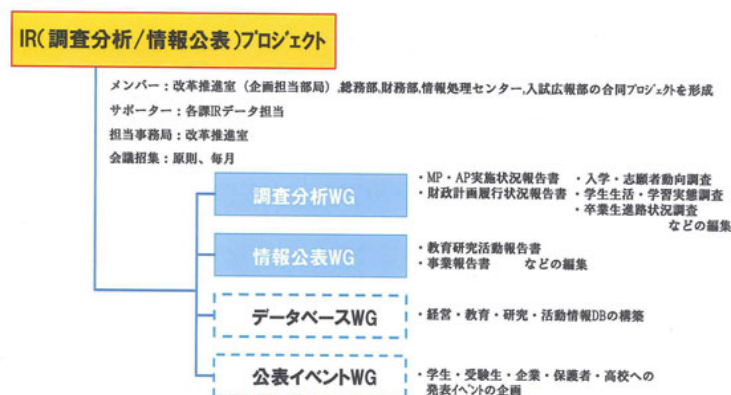 IR(調査分析/情報公表)プロジェクト
メンバー：改革推進室（企画担当部局）,総務部,財務部,情報処理センター,入試広報部の合同プロジェクトを形成
サポーター：各課IRデータ担当
担当事務局：改革推進室
会議招集：原則、毎月
調査分析WG
・MP・AP実施状況報告書
・財政計画履行状況報告書
・入学・志願者動向調査
・学生生活・学習実態調査
・卒業生進路状況調査
などの編集
情報公表WG
・教育研究活動報告書
・事業報告書　などの編集
データベースWG
・経営・教育・研究・活動情報DBの構築
公表イベントWG
・学生・受験生・企業・保護者・高校への
発表イベントの企画